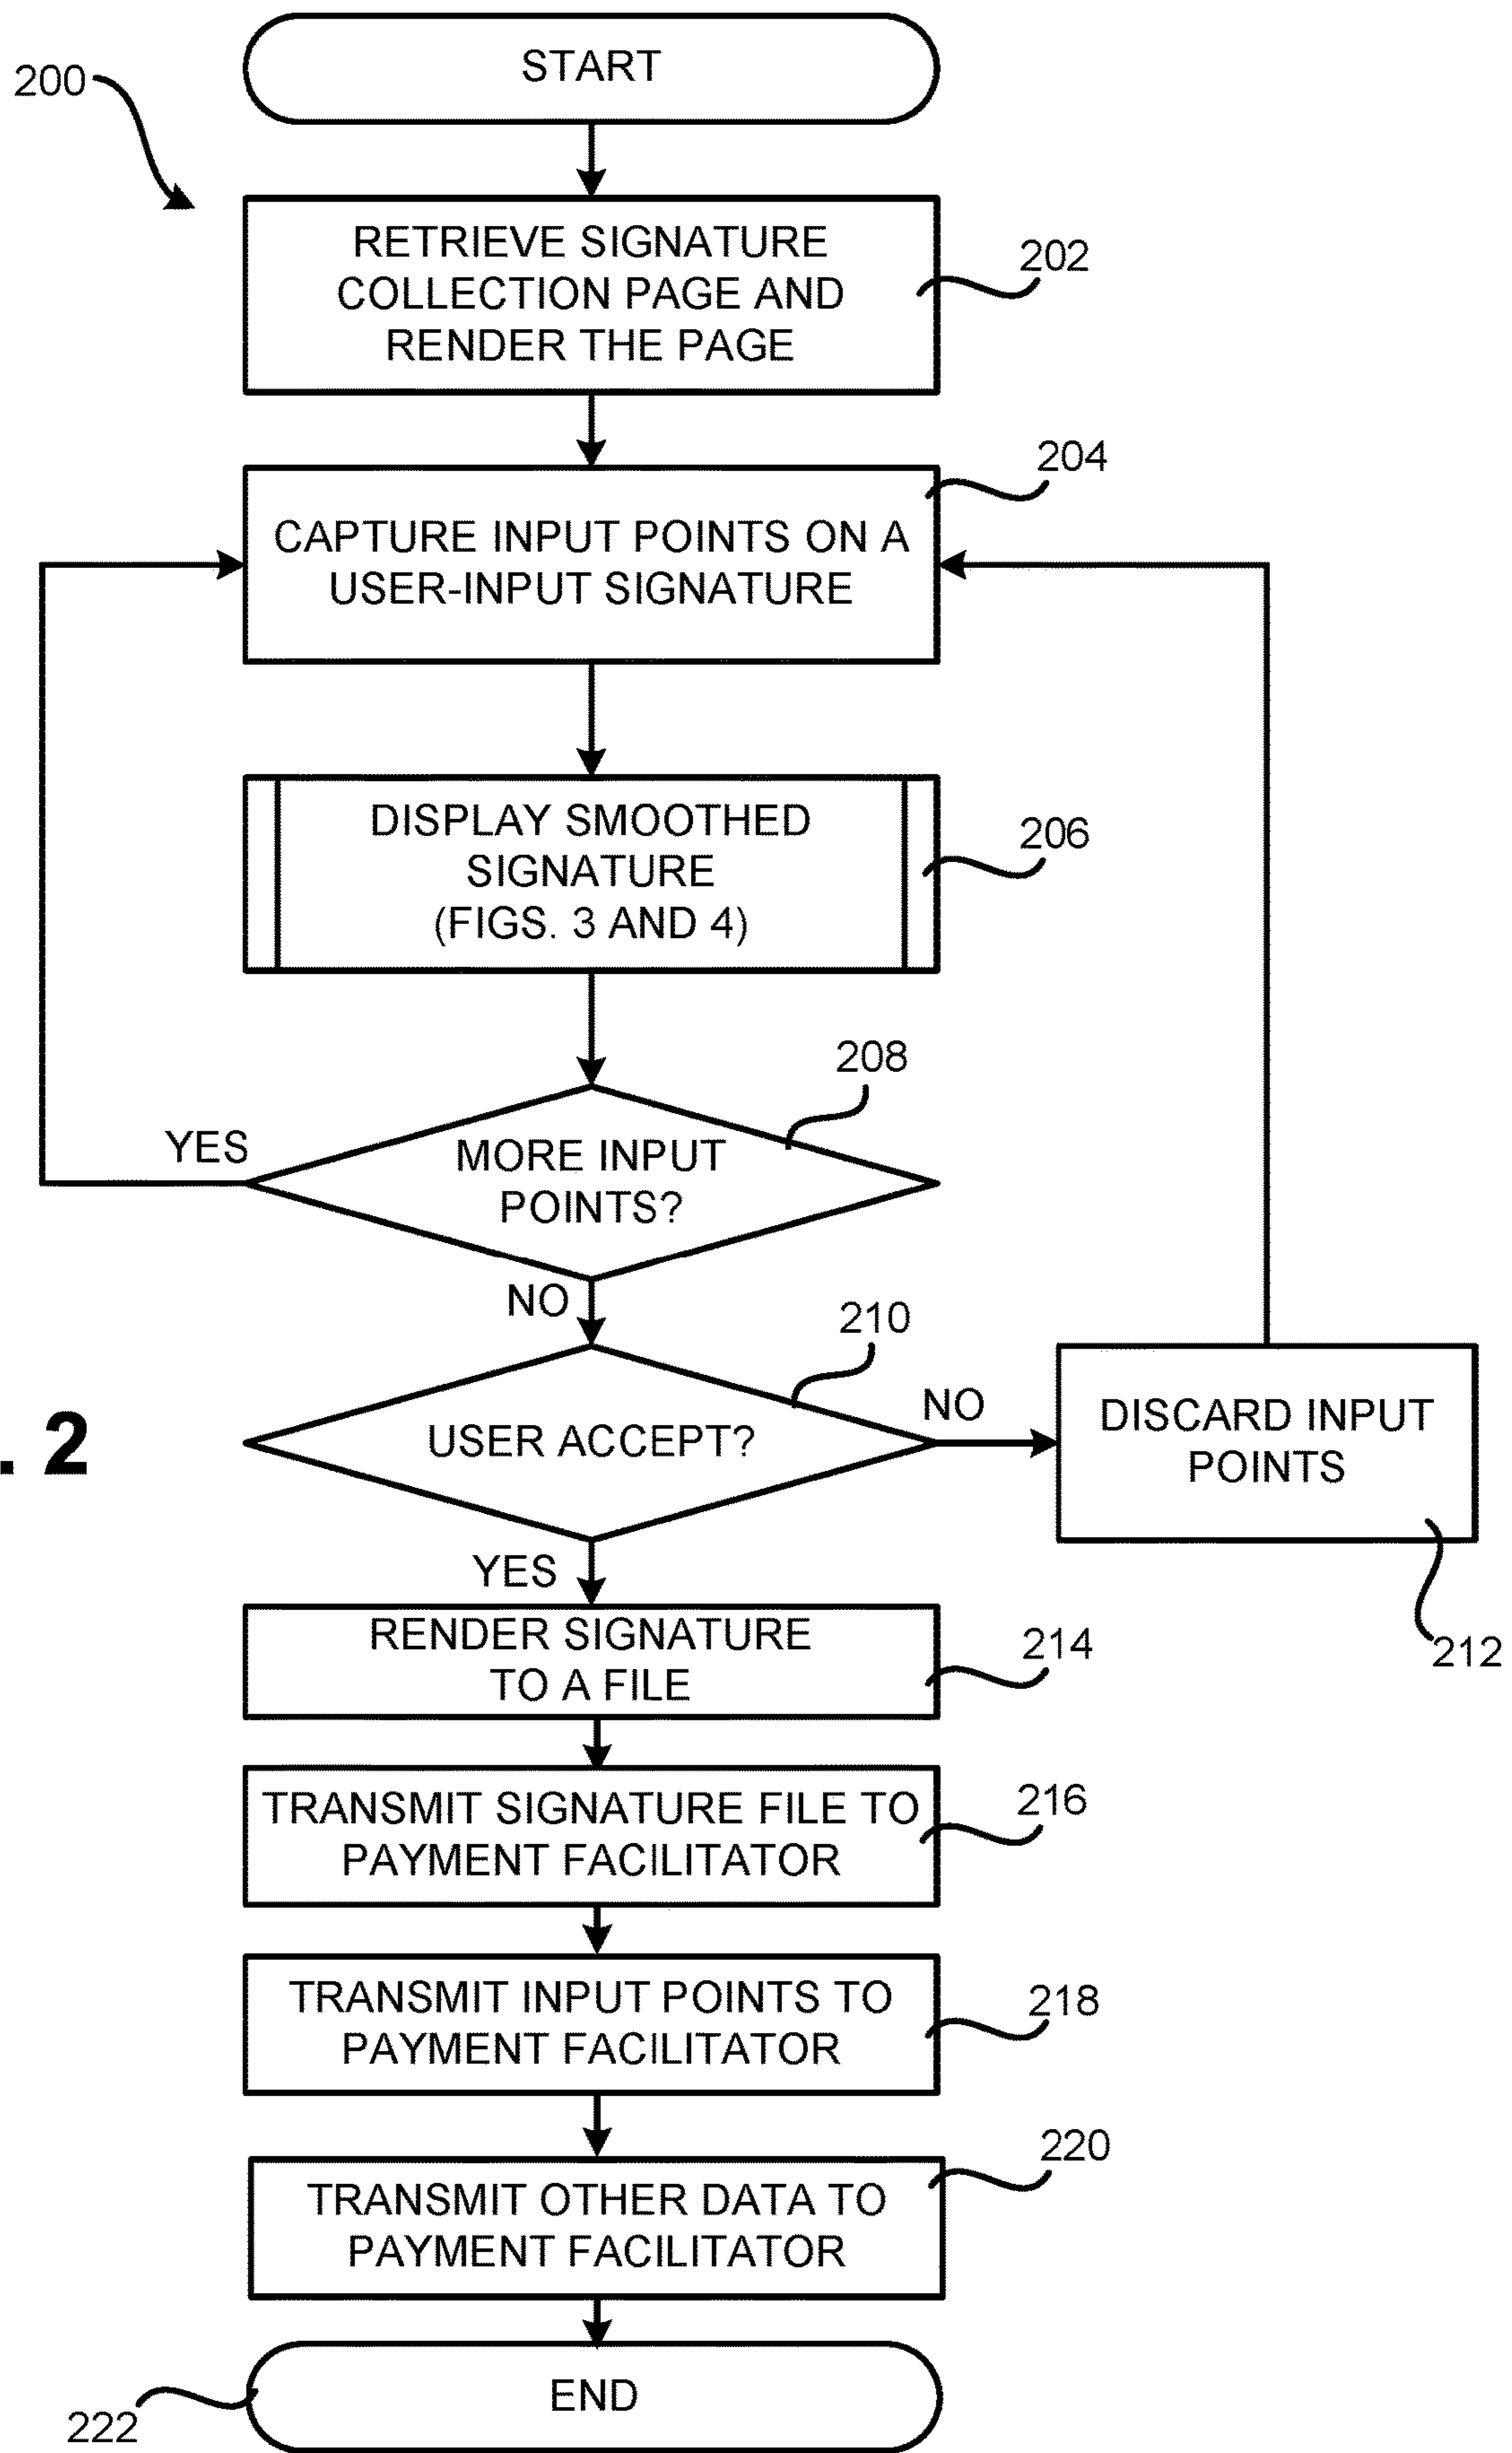 START
200
RETRIEVE SIGNATURE
COLLECTION PAGE AND
RENDER THE PAGE
202
204
CAPTURE INPUT POINTS ON A
USER-INPUT SIGNATURE
DISPLAY SMOOTHED
SIGNATURE
(FIGS. 3 AND 4)
206
208
YES
MORE INPUT
POINTS?
NO
210
. 2
USER ACCEPT?
NO
DISCARD INPUT
POINTS
YES
212
RENDER SIGNATURE
TO A FILE
214
TRANSMIT SIGNATURE FILE TO
PAYMENT FACILITATOR
216
TRANSMIT INPUT POINTS TO
PAYMENT FACILITATOR
218
220
TRANSMIT OTHER DATA TO
PAYMENT FACILITATOR
END
222